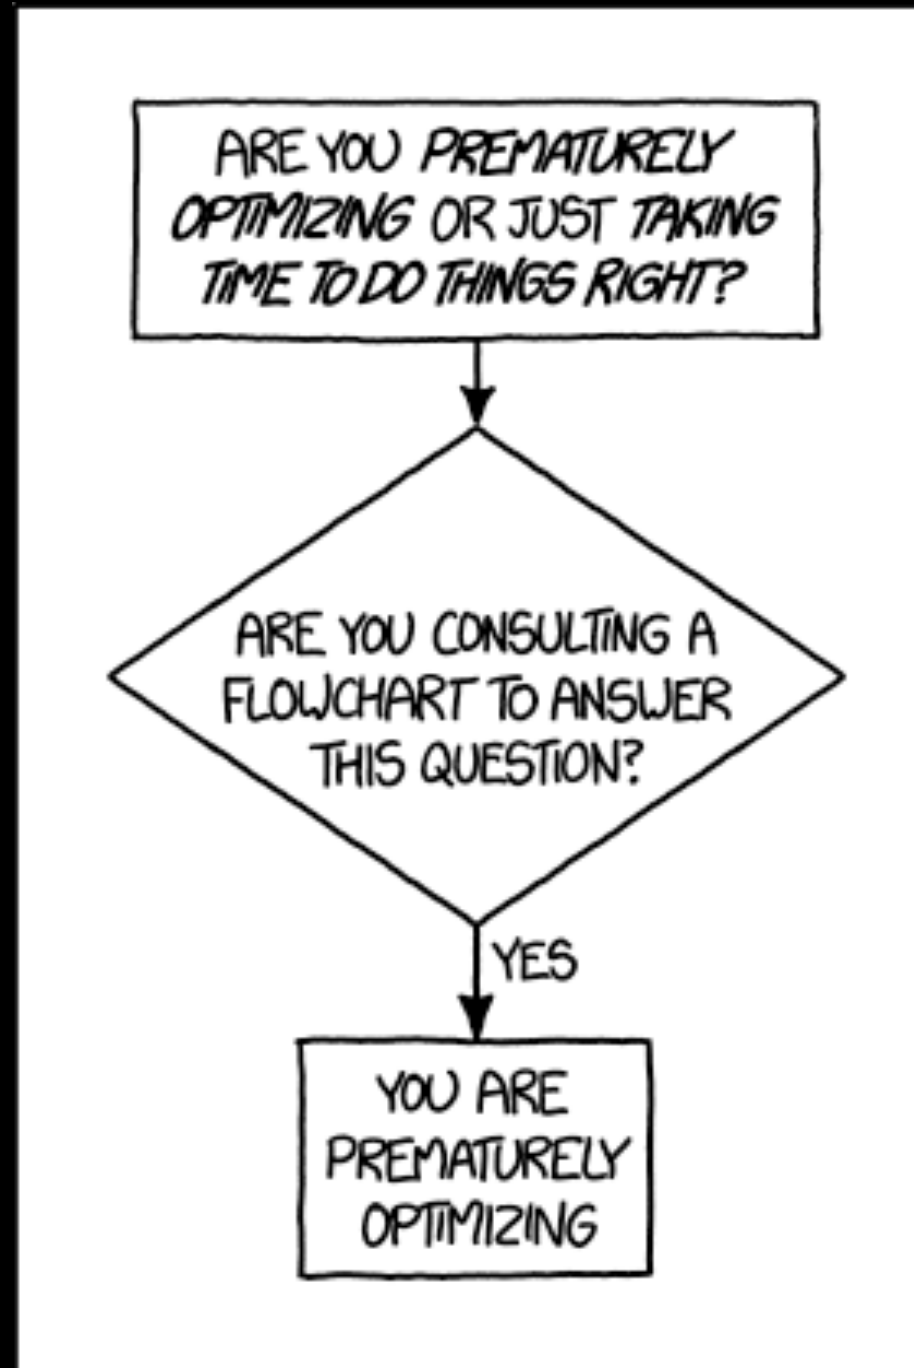 ARE YOU PREMATURELY
OPTIMIZING OR JUST TAKING
TIME TO DO THINGS RIGHT?
ARE YOU CONSULTING A
FLOWCHART TO ANSWER
THIS QUESTION?
YES
YOU ARE
PREMATURELY
OPTIMIZING